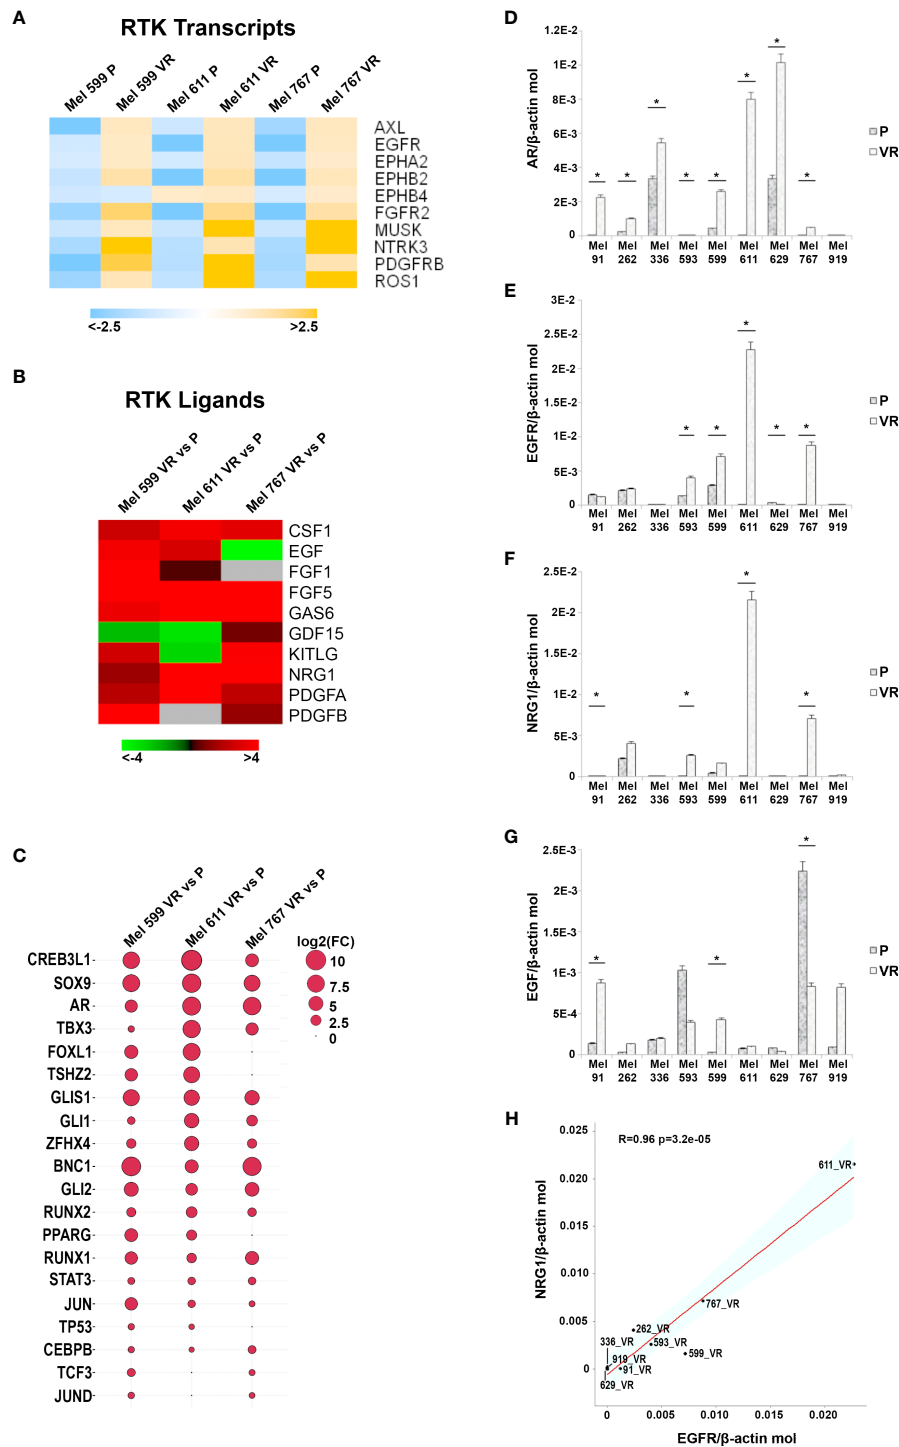 A
RTK Transcripts
Mel 599 P
Mel 599 VR
Mel 611 P
Mel 611 VR
Mel 767 P
Mel 767 VR
AXL
EGFR
EPHA2
EPHB2
EPHB4
FGFR2
MUSK
NTRK3
PDGFRB
ROS1
<-2.5 >2.5
B
RTK Ligands
Mel 599 VR vs P
Mel 611 VR vs P
Mel 767 VR vs P
CSF1
EGF
FGF1
FGF5
GAS6
GDF15
KITLG
NRG1
PDGFA
PDGFB
<-4 >4
C
Mel 599 VR vs P
Mel 611 VR vs P
Mel 767 VR vs P
log2(FC)
10
7.5
5
2.5
0
CREB3L1
SOX9
AR
TBX3
FOXL1
TSHZ2
GLIS1
GLI1
ZFHX4
BNC1
GLI2
RUNX2
PPARG
RUNX1
STAT3
JUN
TP53
CEBPB
TCF3
JUND
D
AR/β-actin mol
1.2E-2
1E-2
8E-3
6E-3
4E-3
2E-3
0
* * * * * * * *
Mel Mel Mel Mel Mel Mel Mel Mel Mel
91 262 336 593 599 611 629 767 919
P
VR
E
EGFR/β-actin mol
3E-2
2.5E-2
2E-2
1.5E-2
1E-2
5E-3
0
* * * * *
Mel Mel Mel Mel Mel Mel Mel Mel Mel
91 262 336 593 599 611 629 767 919
P
VR
F
NRG1/β-actin mol
2.5E-2
2E-2
1.5E-2
1E-2
5E-3
0
* * * *
Mel Mel Mel Mel Mel Mel Mel Mel Mel
91 262 336 593 599 611 629 767 919
P
VR
G
EGF/β-actin mol
2.5E-3
2E-3
1.5E-3
1E-3
5E-4
0
* * *
Mel Mel Mel Mel Mel Mel Mel Mel Mel
91 262 336 593 599 611 629 767 919
P
VR
H
R=0.96 p=3.2e-05
NRG1/β-actin mol
0.025
0.020
0.015
0.010
0.005
0
611_VR
767_VR
262_VR
593_VR
336_VR
599_VR
919_VR
91_VR
629_VR
0 0.005 0.010 0.015 0.020
EGFR/β-actin mol